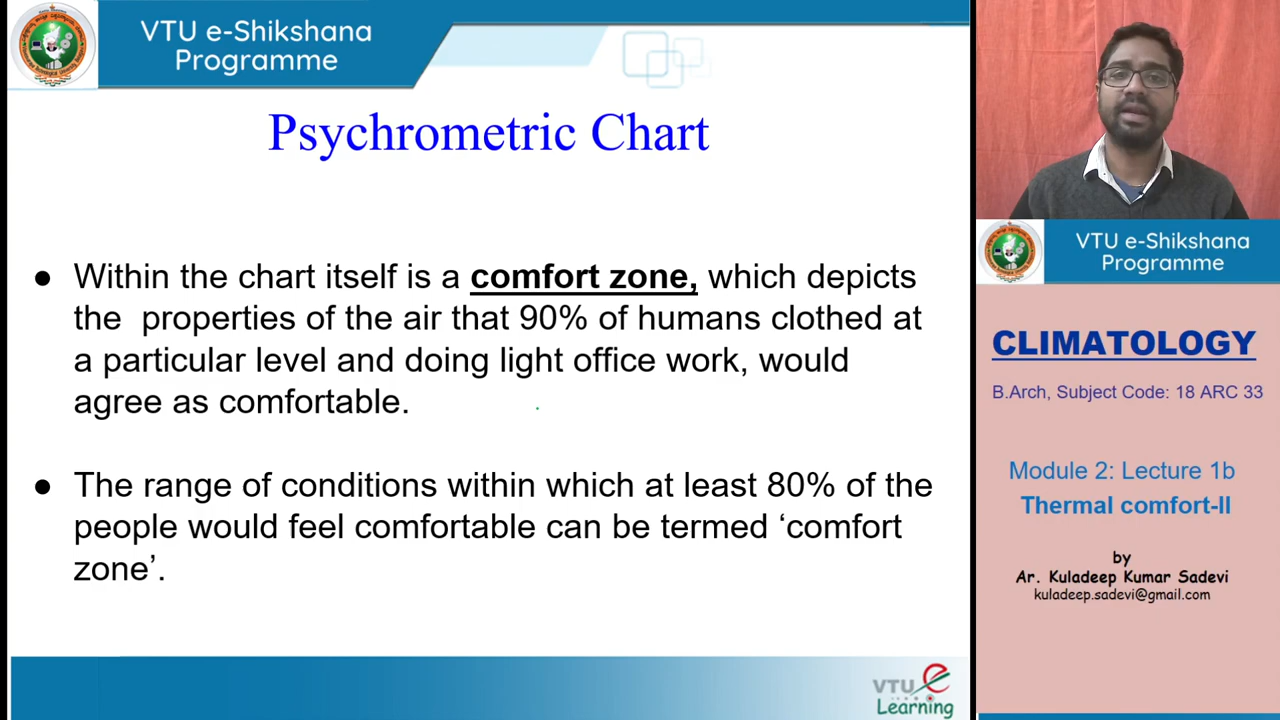 VTU e-Shikshana
Programme
Psychrometric Chart
● Within the chart itself is a comfort zone, which depicts
the properties of the air that 90% of humans clothed at
a particular level and doing light office work, would
agree as comfortable.
● The range of conditions within which at least 80% of the
people would feel comfortable can be termed ‘comfort
zone’.
VTU e
Learning
VTU e-Shikshana
Programme
CLIMATOLOGY
B.Arch, Subject Code: 18 ARC 33
Module 2: Lecture 1b
Thermal comfort-II
by
Ar. Kuladeep Kumar Sadevi
kuladeep.sadevi@gmail.com